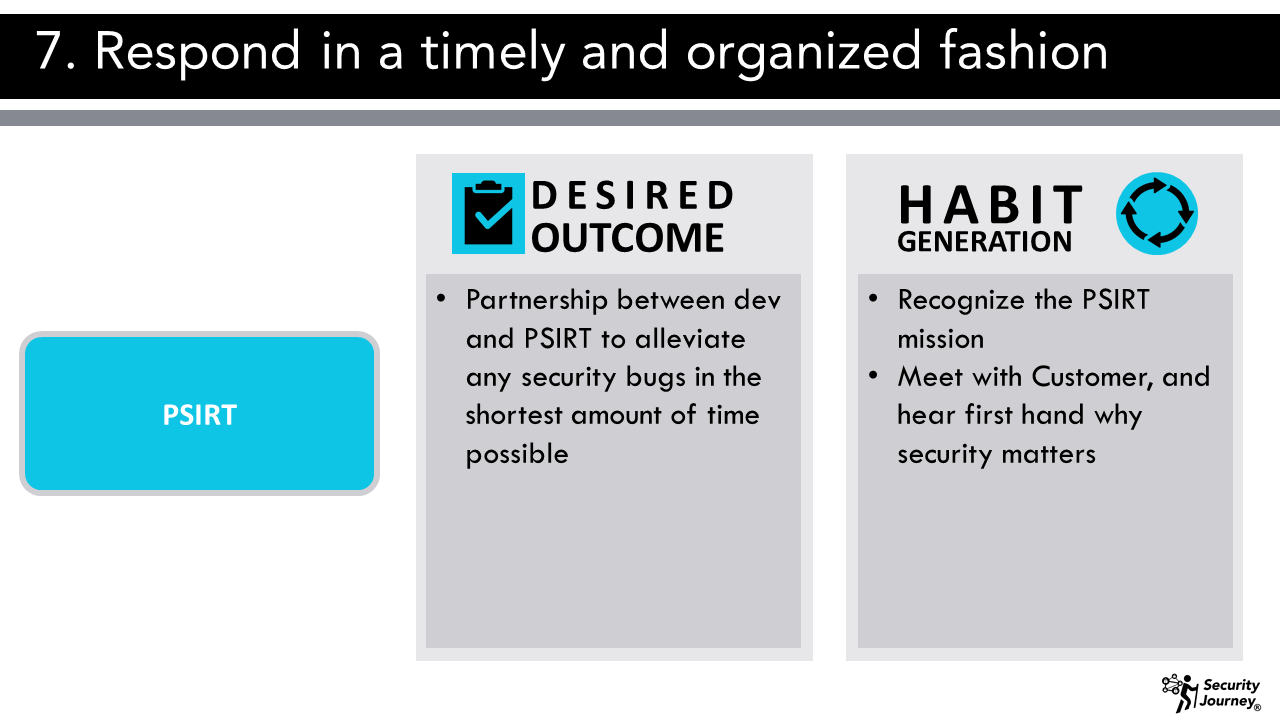 7. Respond in a timely and organized fashion
PSIRT
DESIRED
OUTCOME
• Partnership between dev
and PSIRT to alleviate
any security bugs in the
shortest amount of time
possible
HABIT
GENERATION
• Recognize the PSIRT
mission
• Meet with Customer, and
hear first hand why
security matters
Security
Journey®